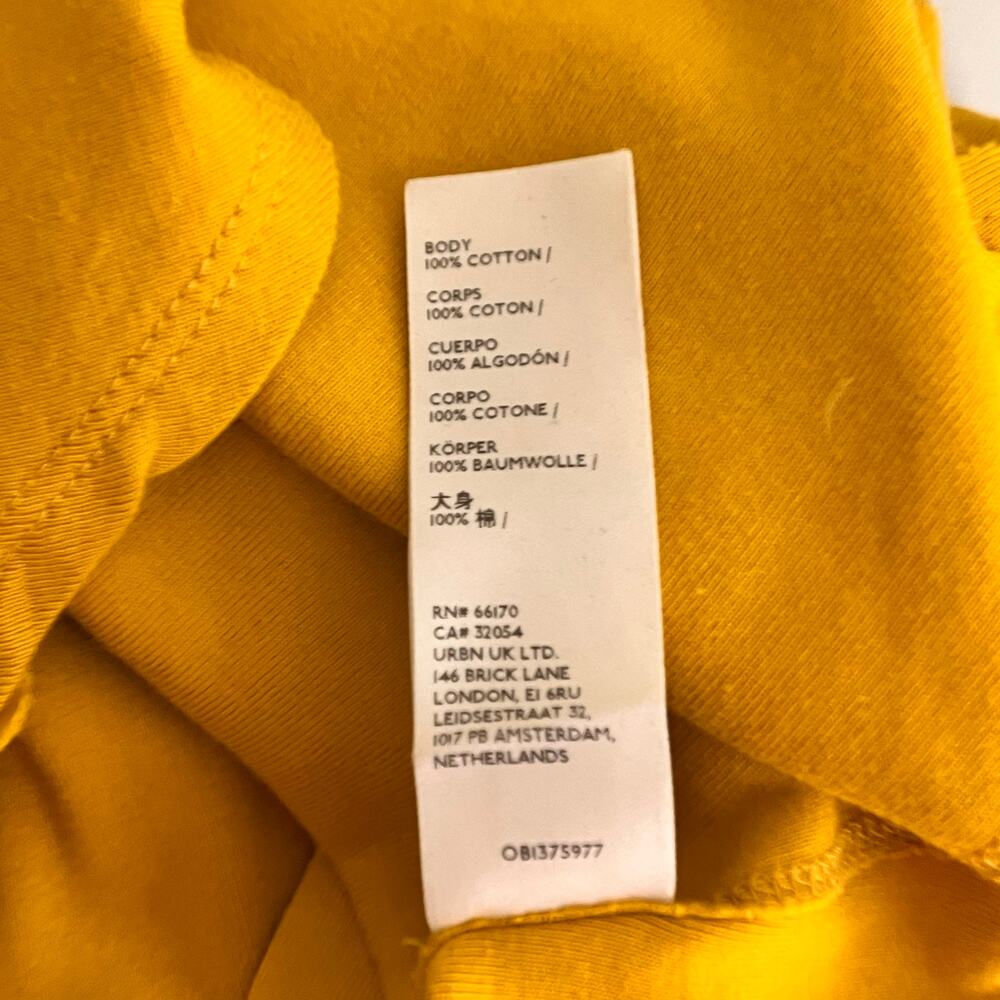 BODY
100% COTTON /
CORPS
100% COTON /
CUERPO
100% ALGODÓN /
CORPO
100% COTONE /
KÖRPER
100% BAUMWOLLE /
大身
100% 棉 /
RN# 66170
CA# 32054
URBN UK LTD.
146 BRICK LANE
LONDON, E1 6RU
LEIDSESTRAAT 32,
1017 PB AMSTERDAM,
NETHERLANDS
OB1375977